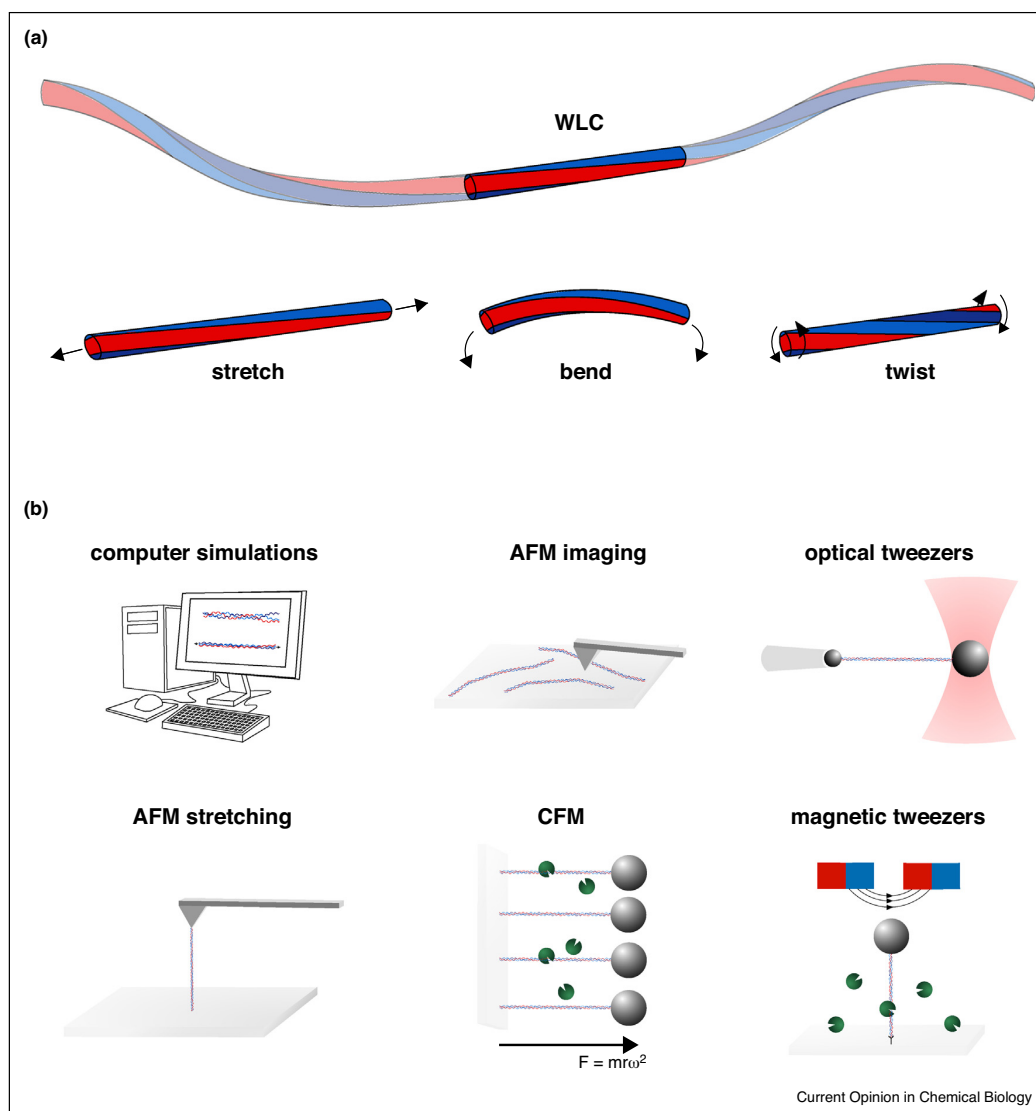 (a)
WLC
stretch
bend
twist
(b)
computer simulations
AFM imaging
optical tweezers
AFM stretching
CFM
magnetic tweezers
F = mrω²
Current Opinion in Chemical Biology